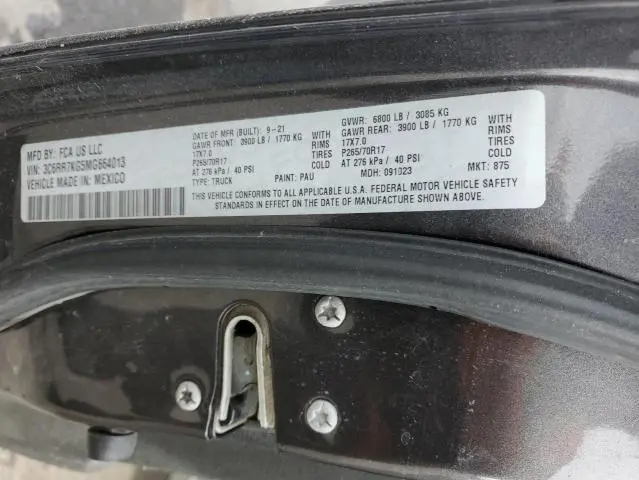 MFD BY: FCA US LLC
VIN: 3C6RR7KG5MG664013
VEHICLE MADE IN: MEXICO
DATE OF MFR (BUILT): 9-21
GAWR FRONT: 3900 LB / 1770 KG WITH
17X7.0 RIMS
P265/70R17 TIRES
AT 276 kPa / 40 PSI COLD
TYPE: TRUCK PAINT: PAU
GVWR: 6800 LB / 3085 KG
GAWR REAR: 3900 LB / 1770 KG WITH
17X7.0 RIMS
P265/70R17 TIRES
AT 276 kPa / 40 PSI COLD
MDH: 091023 MKT: 875
THIS VEHICLE CONFORMS TO ALL APPLICABLE U.S.A. FEDERAL MOTOR VEHICLE SAFETY
STANDARDS IN EFFECT ON THE DATE OF MANUFACTURE SHOWN ABOVE